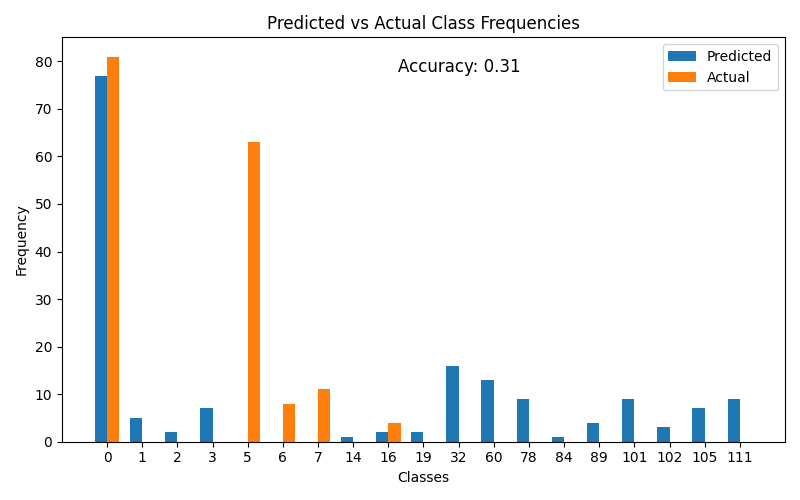 Predicted vs Actual Class Frequencies
Accuracy: 0.31
Predicted
Actual
Frequency
80
70
60
50
40
30
20
10
0
0 1 2 3 5 6 7 14 16 19 32 60 78 84 89 101 102 105 111
Classes